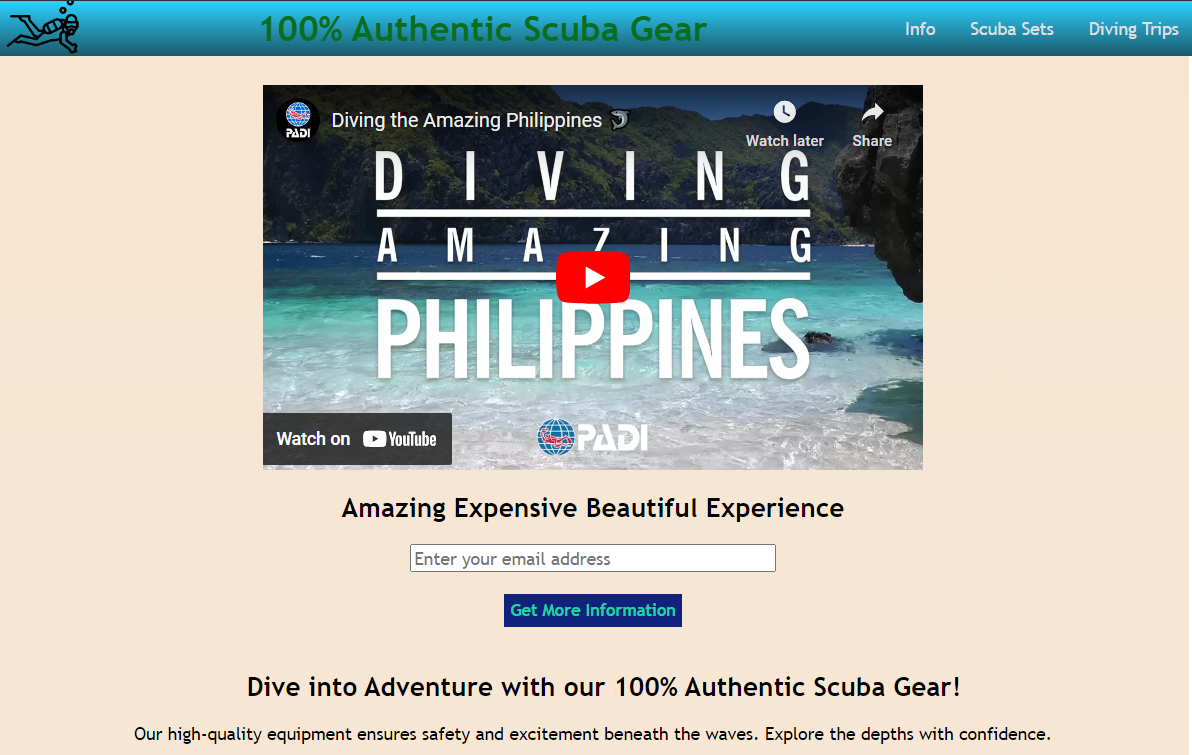 100% Authentic Scuba Gear
Info Scuba Sets Diving Trips
PADI
Diving the Amazing Philippines
Watch later
Share
DIVING
AMAZING
PHILIPPINES
Watch on YouTube
PADI
Amazing Expensive Beautiful Experience
Enter your email address
Get More Information
Dive into Adventure with our 100% Authentic Scuba Gear!
Our high-quality equipment ensures safety and excitement beneath the waves. Explore the depths with confidence.